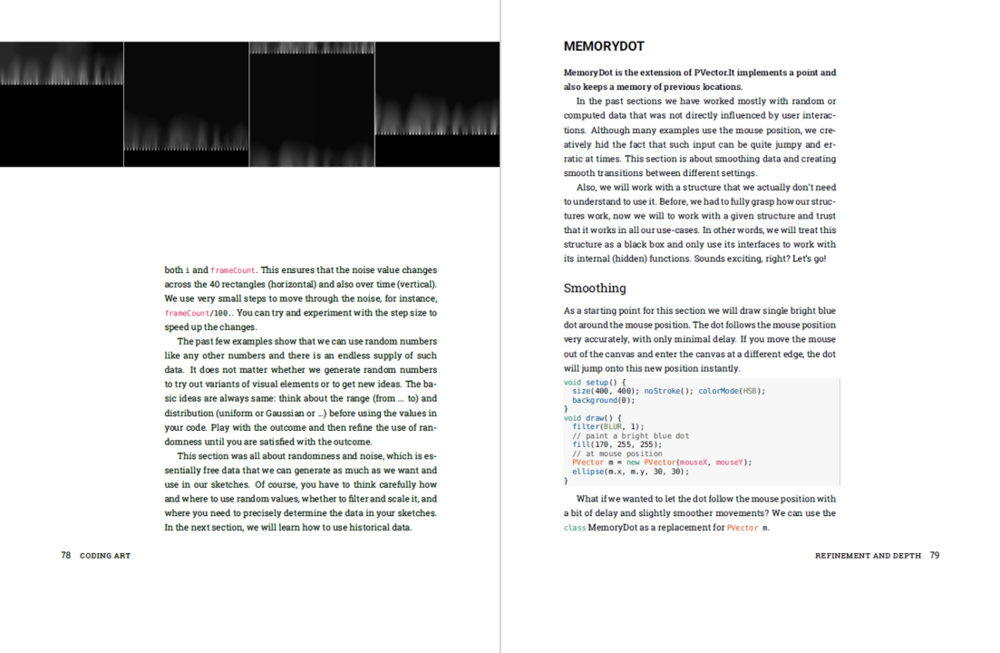 both i and frameCount. This ensures that the noise value changes
across the 40 rectangles (horizontal) and also over time (vertical).
We use very small steps to move through the noise, for instance,
frameCount/100.. You can try and experiment with the step size to
speed up the changes.
The past few examples show that we can use random numbers
like any other numbers and there is an endless supply of such
data. It does not matter whether we generate random numbers
to try out variants of visual elements or to get new ideas. The ba-
sic ideas are always same: think about the range (from ... to) and
distribution (uniform or Gaussian or ...) before using the values in
your code. Play with the outcome and then refine the use of ran-
domness until you are satisfied with the outcome.
This section was all about randomness and noise, which is es-
sentially free data that we can generate as much as we want and
use in our sketches. Of course, you have to think carefully how
and where to use random values, whether to filter and scale it, and
where you need to precisely determine the data in your sketches.
In the next section, we will learn how to use historical data.
78 CODING ART
MEMORYDOT
MemoryDot is the extension of PVector.It implements a point and
also keeps a memory of previous locations.
In the past sections we have worked mostly with random or
computed data that was not directly influenced by user interac-
tions. Although many examples use the mouse position, we cre-
atively hid the fact that such input can be quite jumpy and er-
ratic at times. This section is about smoothing data and creating
smooth transitions between different settings.
Also, we will work with a structure that we actually don't need
to understand to use it. Before, we had to fully grasp how our struc-
tures work, now we will to work with a given structure and trust
that it works in all our use-cases. In other words, we will treat this
structure as a black box and only use its interfaces to work with
its internal (hidden) functions. Sounds exciting, right? Let's go!
Smoothing
As a starting point for this section we will draw single bright blue
dot around the mouse position. The dot follows the mouse position
very accurately, with only minimal delay. If you move the mouse
out of the canvas and enter the canvas at a different edge, the dot
will jump onto this new position instantly.
void setup() {
size(400, 400); noStroke(); colorMode(HSB);
background(0);
}
void draw() {
filter(BLUR, 1);
// paint a bright blue dot
fill(170, 255, 255);
// at mouse position
PVector m = new PVector(mouseX, mouseY);
ellipse(m.x, m.y, 30, 30);
}
What if we wanted to let the dot follow the mouse position with
a bit of delay and slightly smoother movements? We can use the
class MemoryDot as a replacement for PVector m.
REFINEMENT AND DEPTH 79